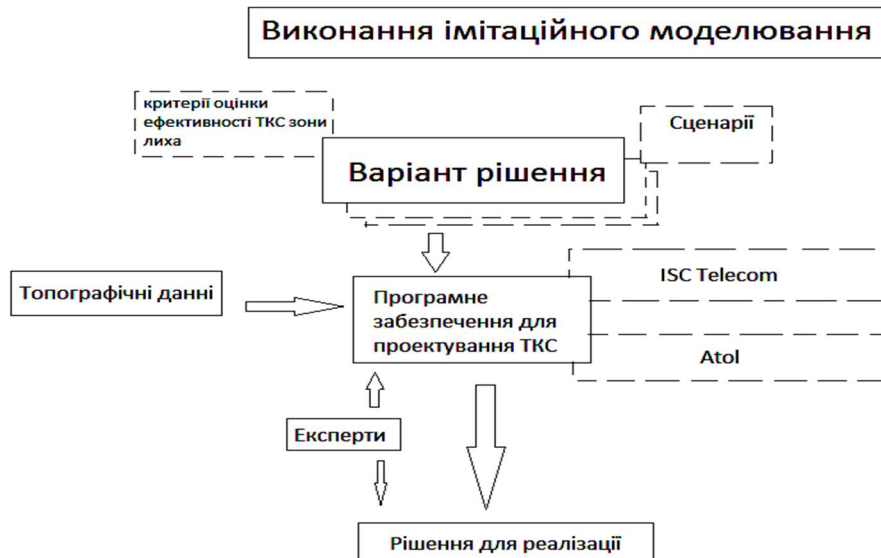 Виконання імітаційного моделювання
критерії оцінки
ефективності ТКС зони
лиха
Сценарії
Варіант рішення
ISC Telecom
Топографічні данні
Програмне
забезпечення для
проектування ТКС
Atol
Експерти
Рішення для реалізації